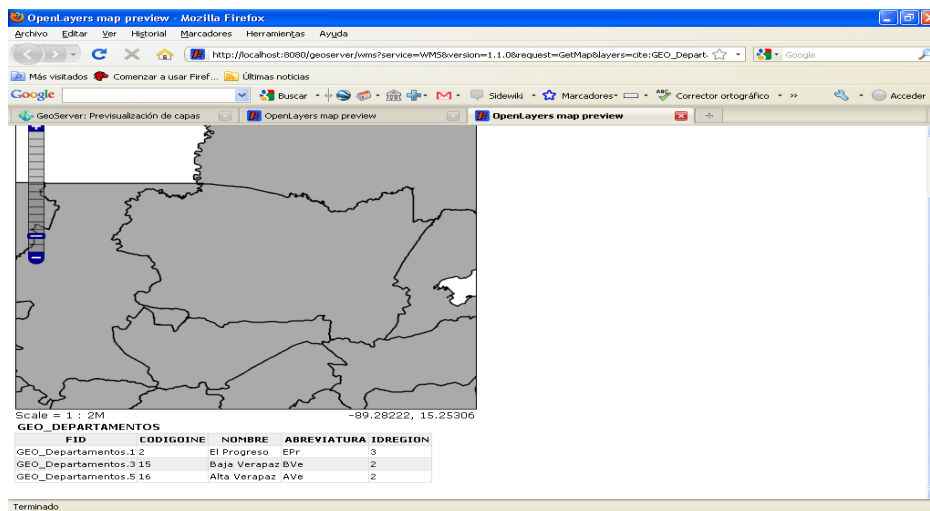 OpenLayers map preview - Mozilla Firefox
Archivo Editar Ver Historial Marcadores Herramientas Ayuda
http://localhost:8080/geoserver/wms?service=WMS&version=1.1.0&request=GetMap&layers=cite:GEO_Depart. Google
Más visitados Comenzar a usar Firef... Últimas noticias
Google Buscar Sidewiki Marcadores Corrector ortográfico » Acceder
GeoServer: Previsualización de capas OpenLayers map preview OpenLayers map preview
Scale = 1 : 2M -89.28222, 15.25306
GEO_DEPARTAMENTOS
FID CODIGOINE NOMBRE ABREVIATURA IDREGION
GEO_Departamentos.1 2 El Progreso EPr 3
GEO_Departamentos.3 15 Baja Verapaz BVe 2
GEO_Departamentos.5 16 Alta Verapaz AVe 2
Terminado